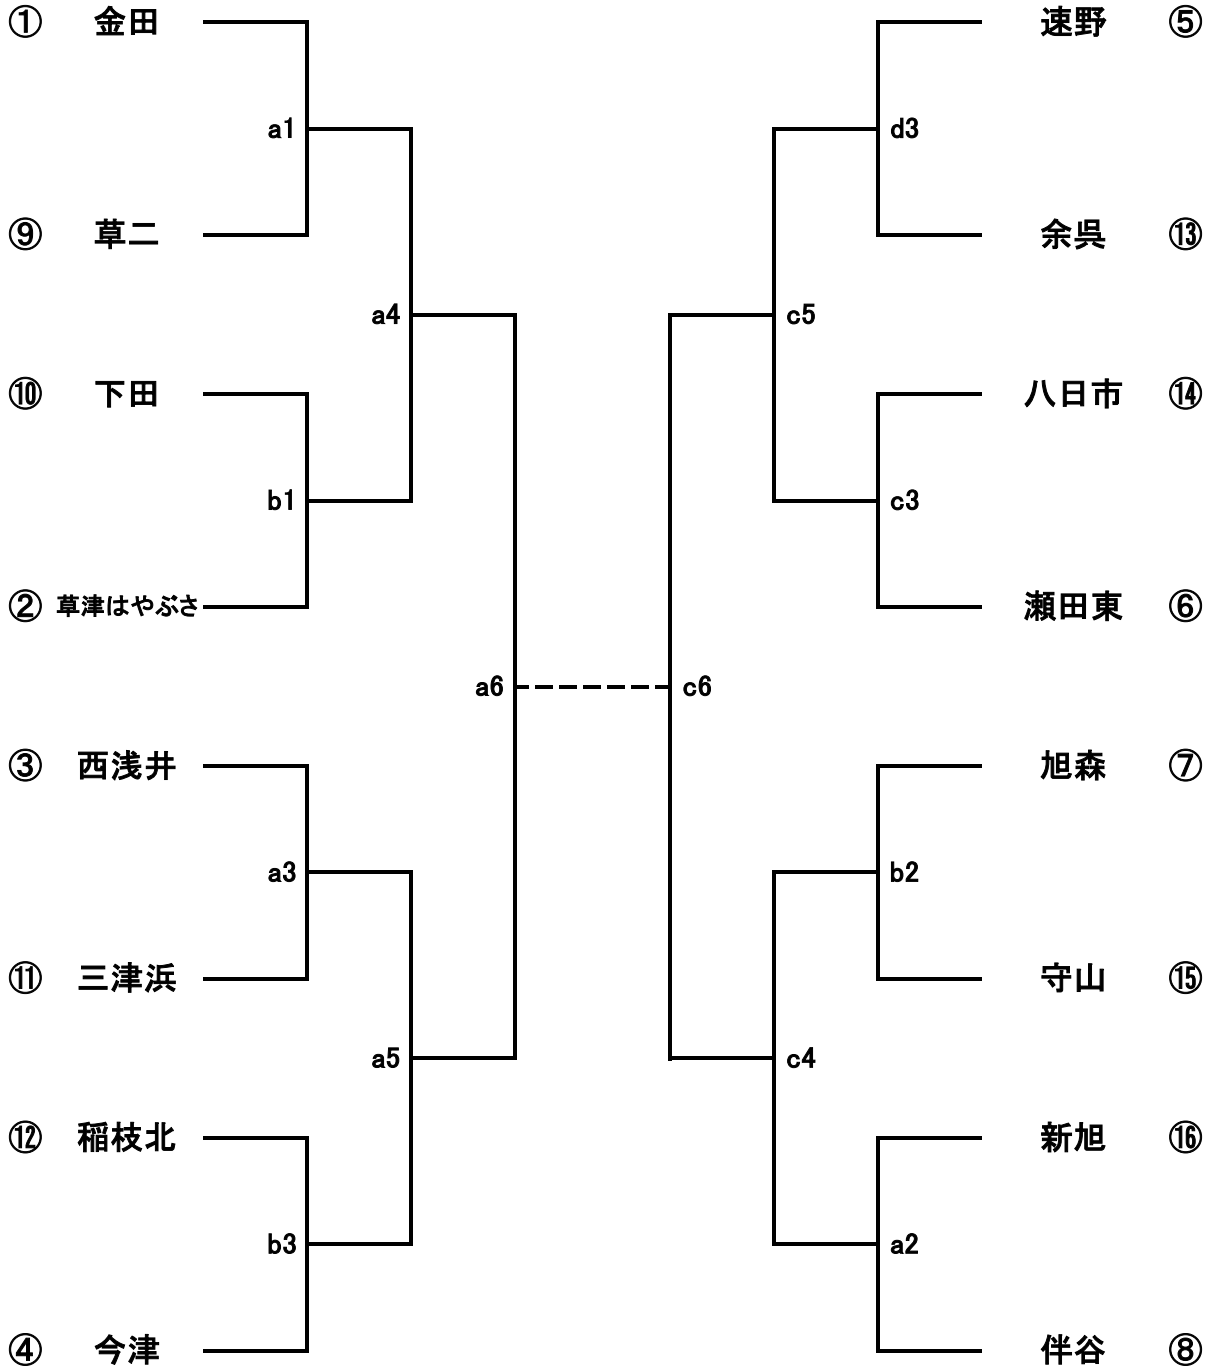 ① 金田
a1
⑨ 草二
a4
⑩ 下田
b1
② 草津はやぶさ
a6
③ 西浅井
a3
⑪ 三津浜
a5
⑫ 稲枝北
b3
④ 今津
速野 ⑤
d3
余呉 ⑬
c5
八日市 ⑭
c3
瀬田東 ⑥
c6
旭森 ⑦
b2
守山 ⑮
c4
新旭 ⑯
a2
伴谷 ⑧